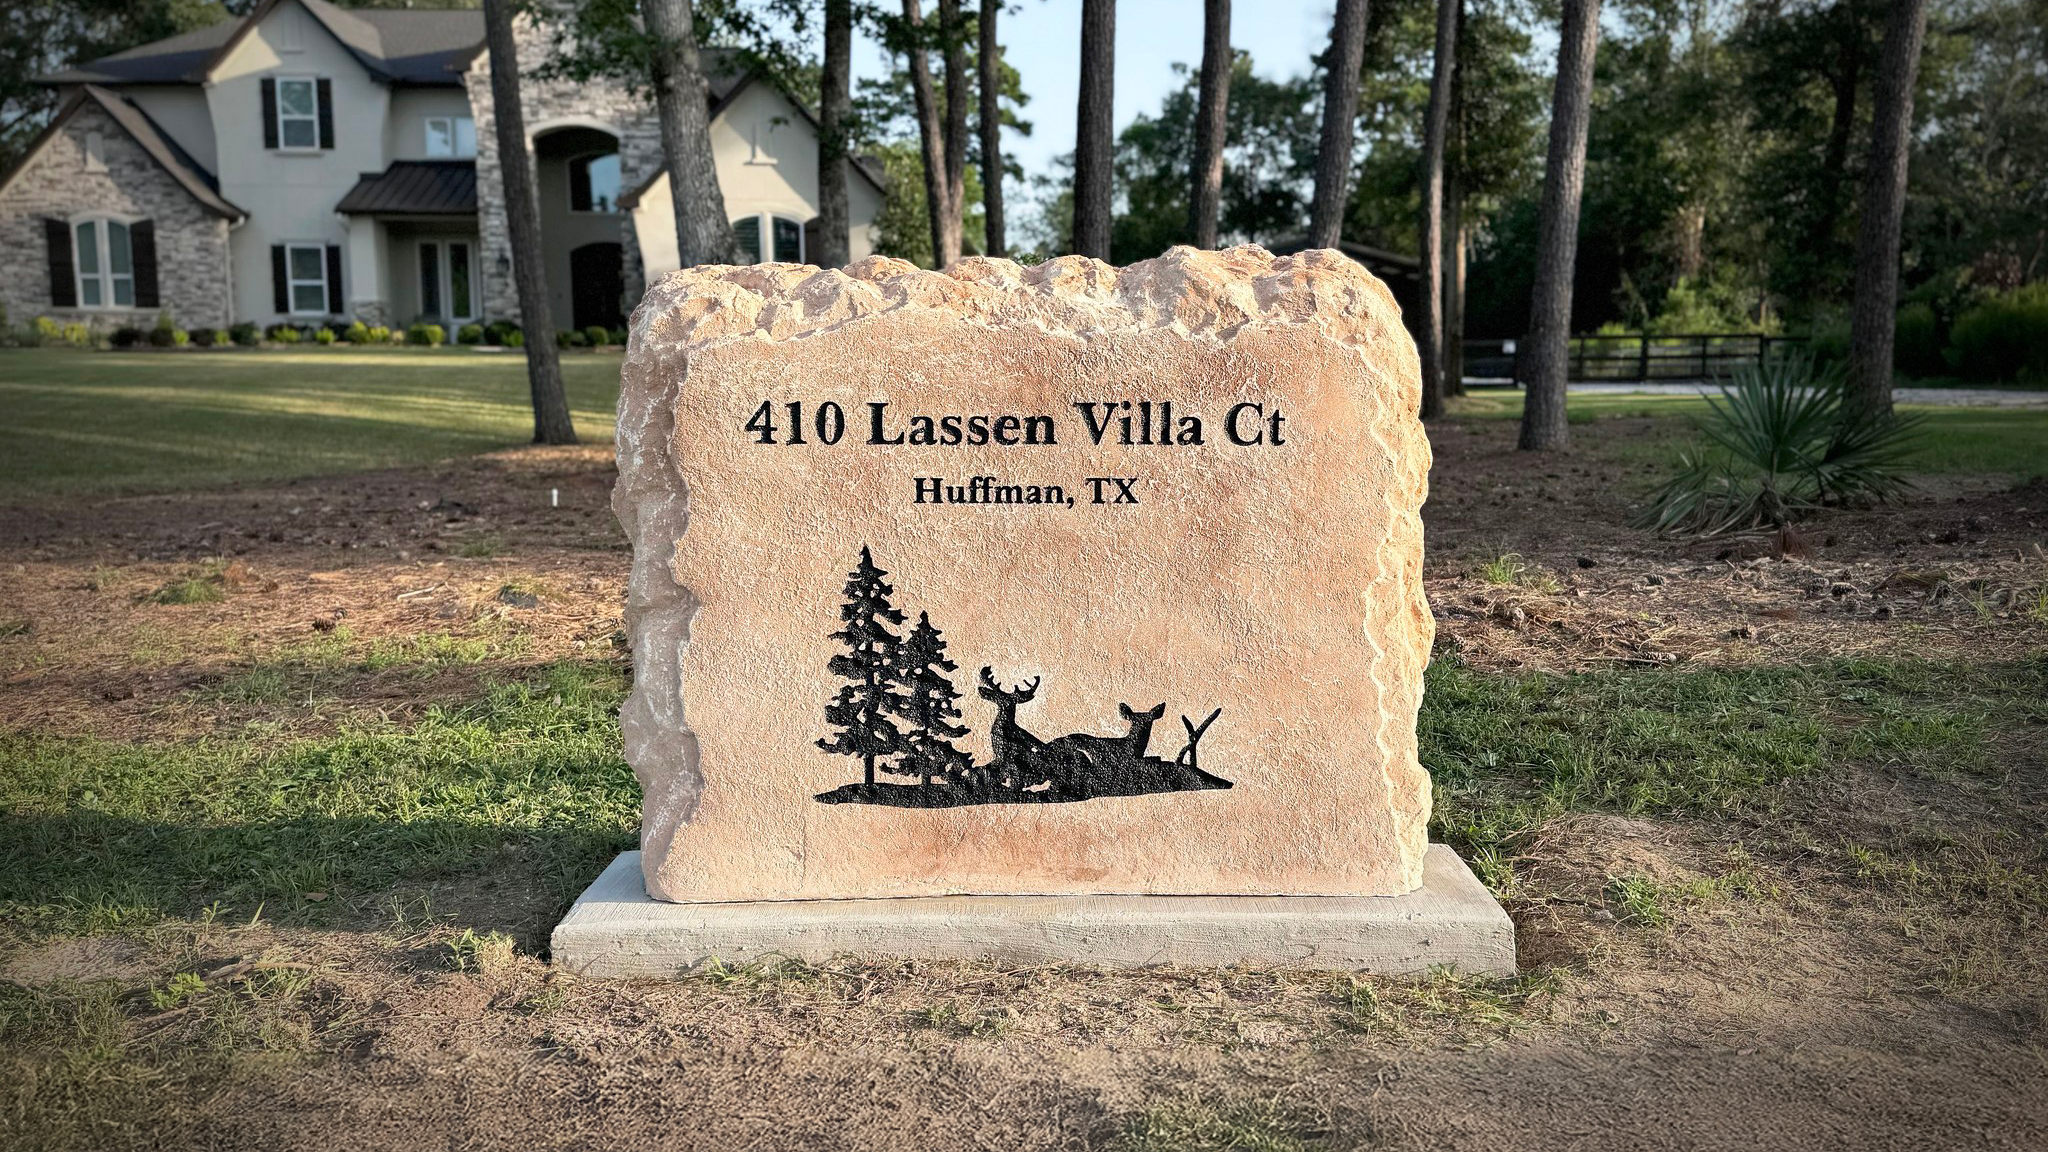 410 Lassen Villa Ct
Huffman, TX